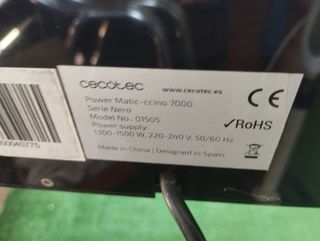 cecotec
www.cecotec.es
Power Matic-ccino 7000
Serie Nera
Model No.: 01505
Power supply:
1300-1500 W, 220-240 V, 50/60 Hz
Made in China | Designed in Spain
CE
✓RoHS